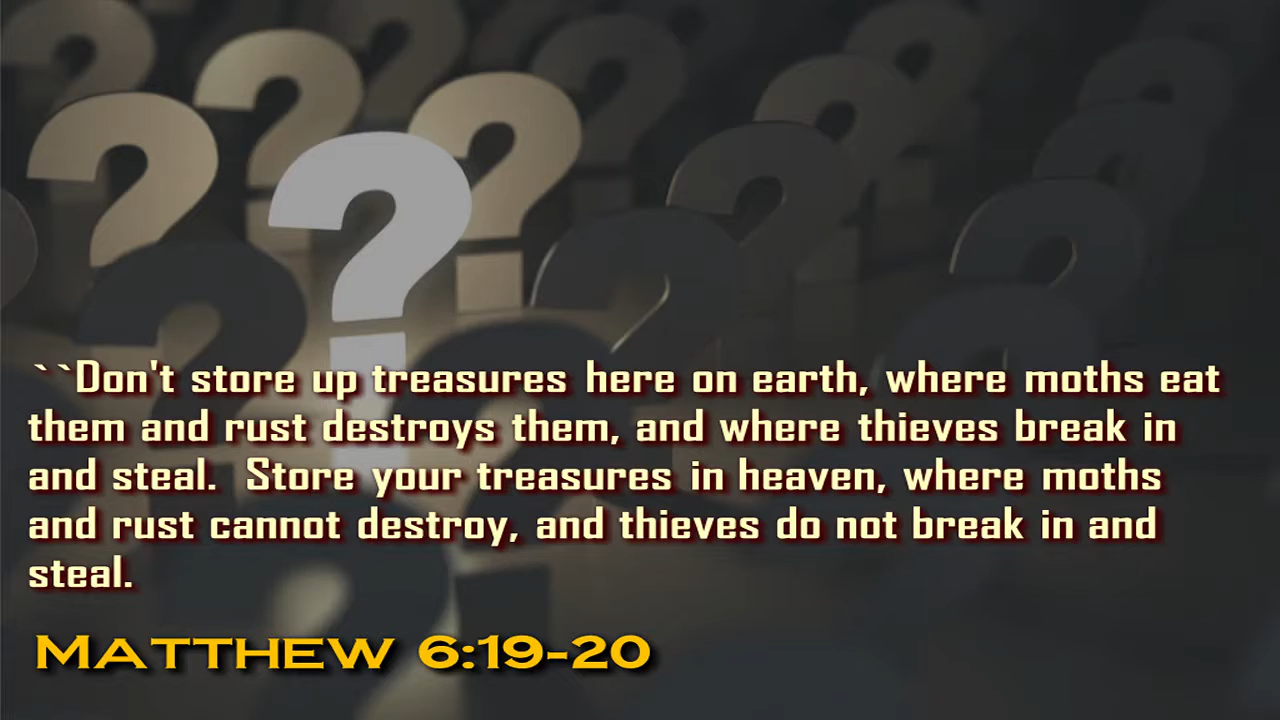 ``Don't store up treasures here on earth, where moths eat
them and rust destroys them, and where thieves break in
and steal.  Store your treasures in heaven, where moths
and rust cannot destroy, and thieves do not break in and
steal.
MATTHEW 6:19-20